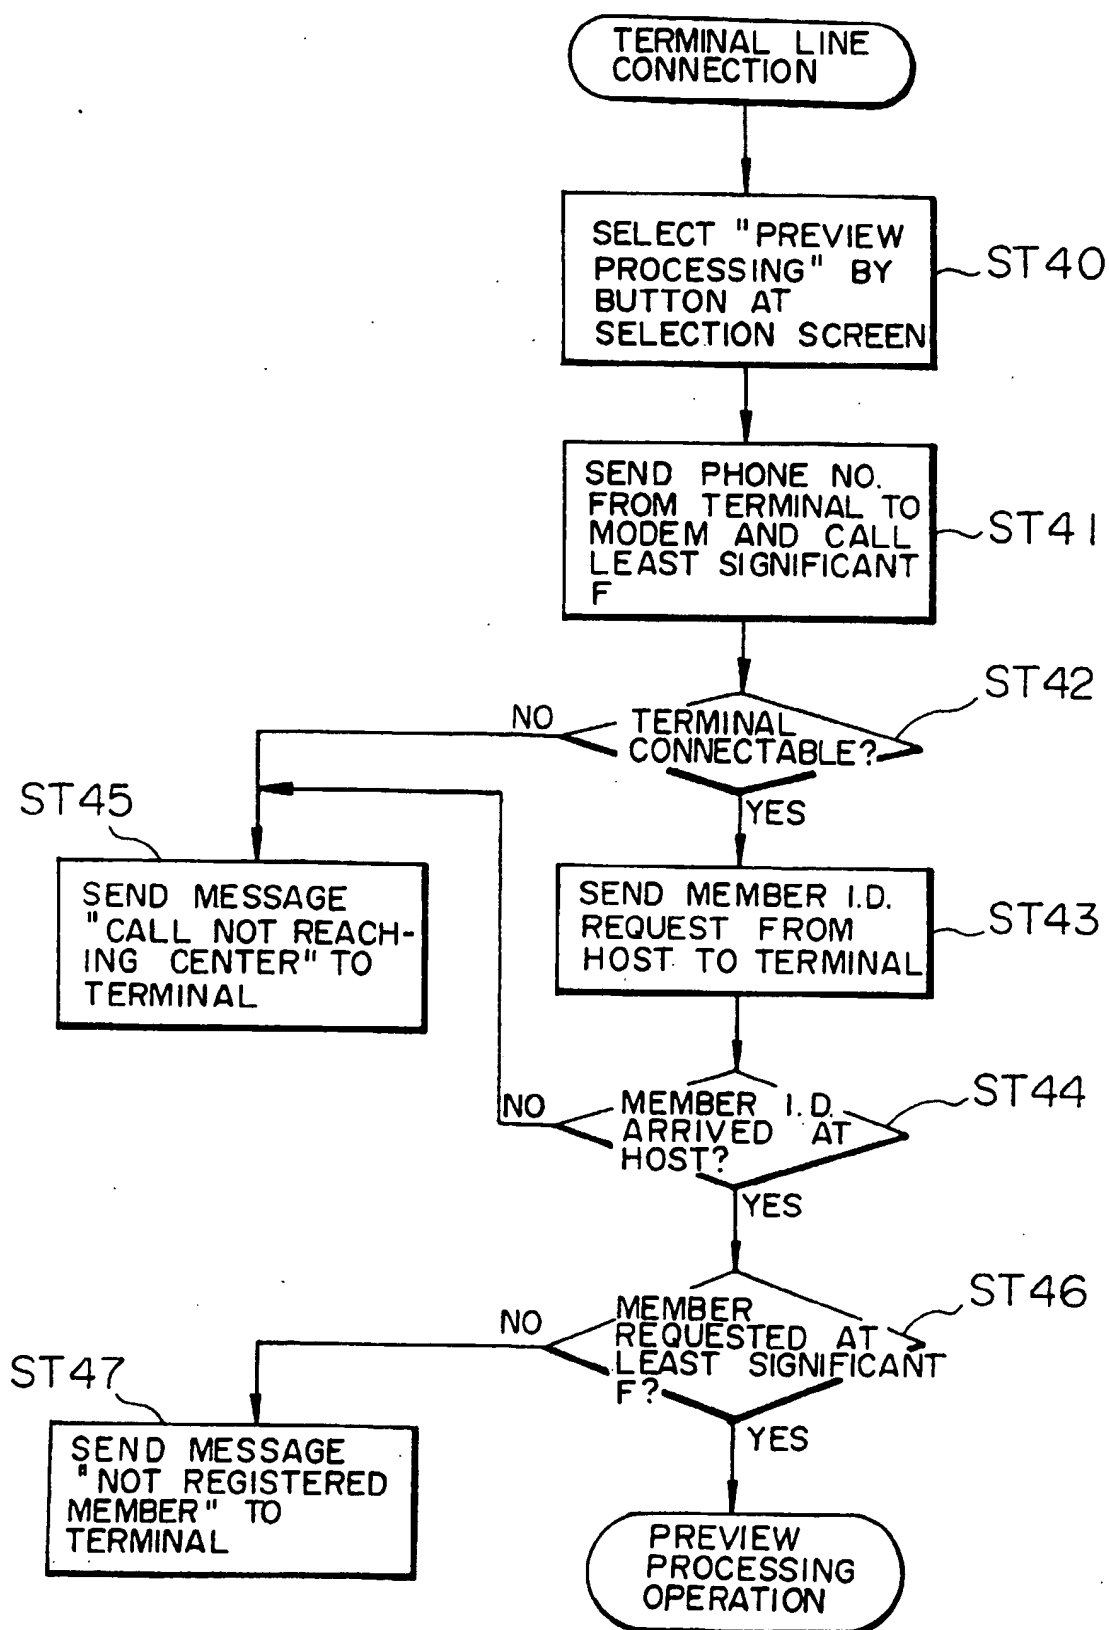 TERMINAL LINE
CONNECTION
SELECT "PREVIEW
PROCESSING" BY
BUTTON AT
SELECTION SCREEN
ST40
SEND PHONE NO.
FROM TERMINAL TO
MODEM AND CALL
LEAST SIGNIFICANT
F
ST41
TERMINAL
CONNECTABLE?
ST42
NO
YES
ST45
SEND MESSAGE
"CALL NOT REACH-
ING CENTER" TO
TERMINAL
SEND MEMBER I.D.
REQUEST FROM
HOST TO TERMINAL
ST43
MEMBER I.D.
ARRIVED AT
HOST?
ST44
NO
YES
MEMBER
REQUESTED AT
LEAST SIGNIFICANT
F?
ST46
NO
YES
ST47
SEND MESSAGE
"NOT REGISTERED
MEMBER" TO
TERMINAL
PREVIEW
PROCESSING
OPERATION